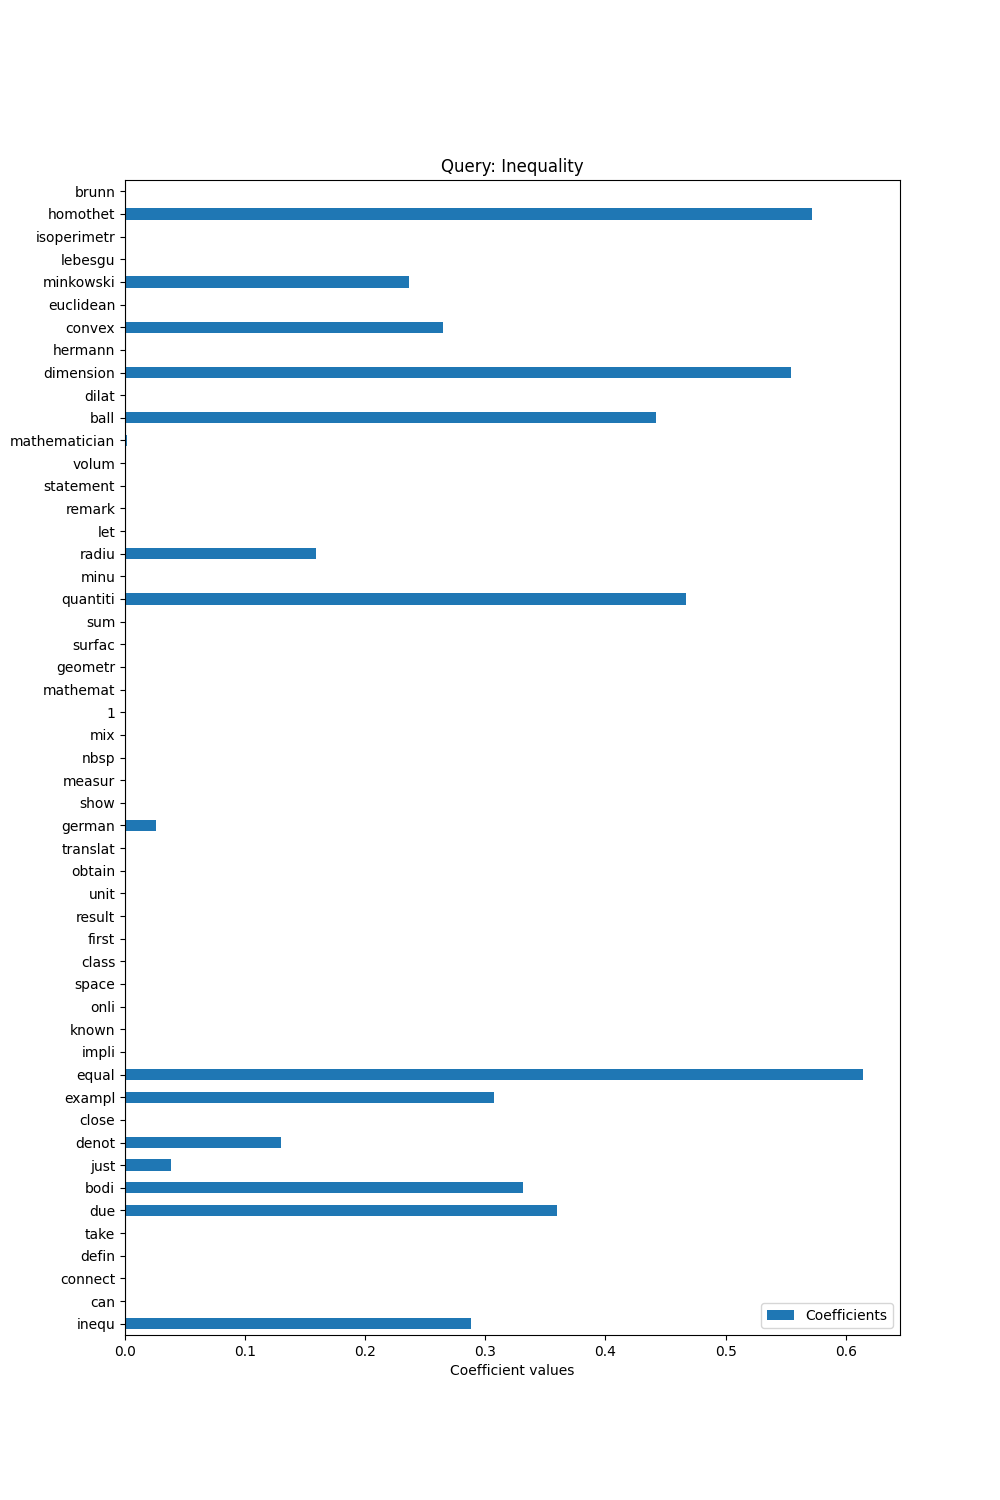 Query: Inequality
brunn
homothet
isoperimetr
lebesgu
minkowski
euclidean
convex
hermann
dimension
dilat
ball
mathematician
volum
statement
remark
let
radiu
minu
quantiti
sum
surfac
geometr
mathemat
1
mix
nbsp
measur
show
german
translat
obtain
unit
result
first
class
space
onli
known
impli
equal
exampl
close
denot
just
bodi
due
take
defin
connect
can
inequ
Coefficients
0.0 0.1 0.2 0.3 0.4 0.5 0.6
Coefficient values